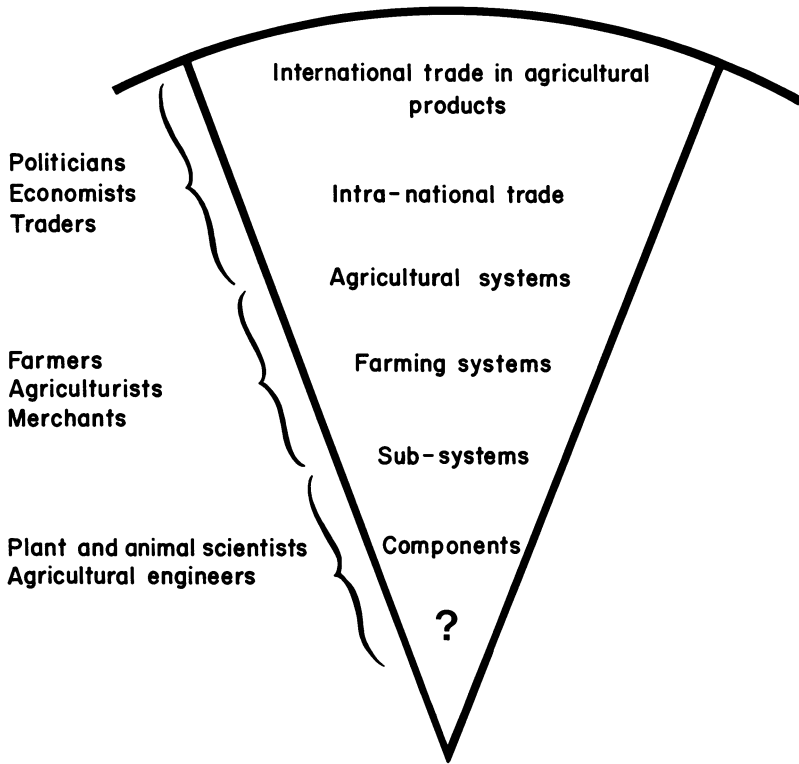 International trade in agricultural
products
Politicians
Economists
Traders
Intra-national trade
Agricultural systems
Farmers
Agriculturists
Merchants
Farming systems
Sub-systems
Plant and animal scientists
Agricultural engineers
Components
?